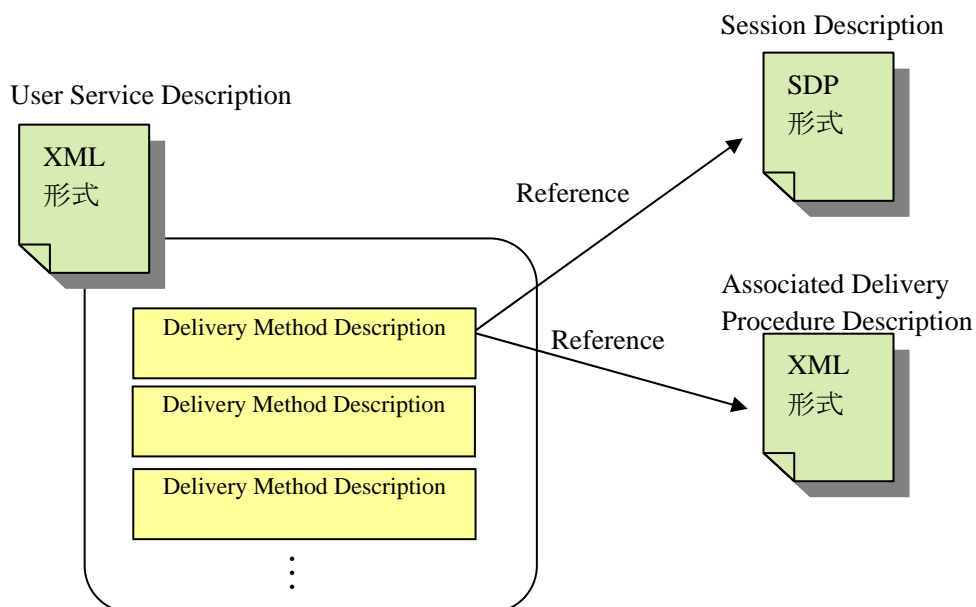 Session Description
SDP
形式
User Service Description
XML
形式
Reference
Delivery Method Description
Reference
Delivery Method Description
Delivery Method Description
⋮
Associated Delivery
Procedure Description
XML
形式